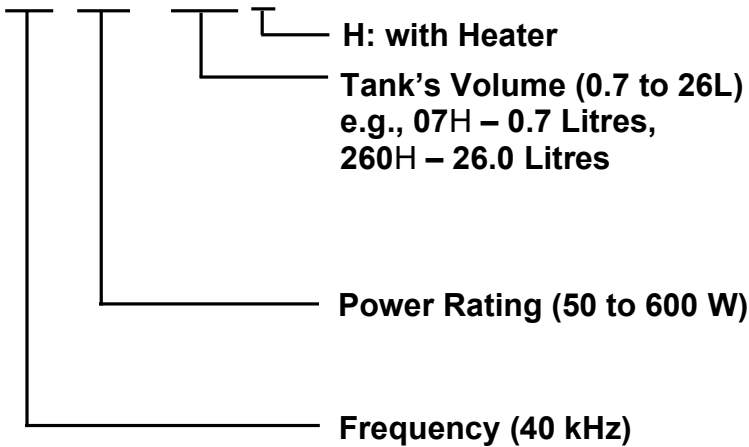 H: with Heater
Tank’s Volume (0.7 to 26L)
e.g., 07H – 0.7 Litres,
260H – 26.0 Litres
Power Rating (50 to 600 W)
Frequency (40 kHz)